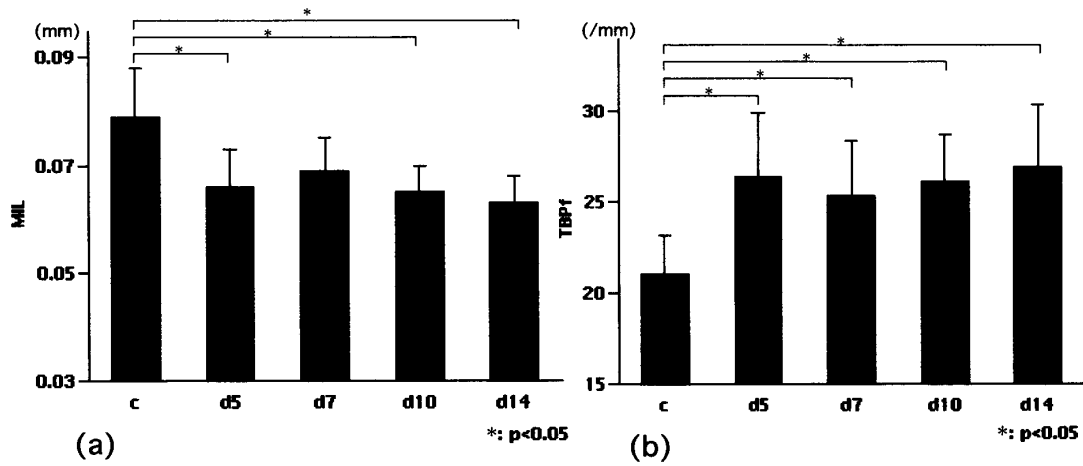 (mm)
0.09
0.07
0.05
0.03
MIL
*
*
*
c d5 d7 d10 d14
*: p<0.05
(a)
(/mm)
30
25
20
15
TBPf
*
*
*
*
c d5 d7 d10 d14
*: p<0.05
(b)